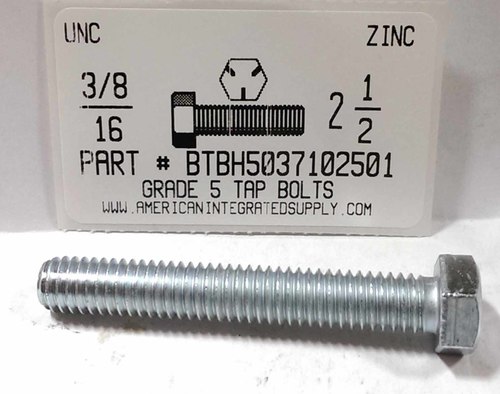 UNC ZINC
3/8
16
2 1/2
PART # BTBH5037102501
GRADE 5 TAP BOLTS
WWW.AMERICANINTEGRATEDSUPPLY.COM